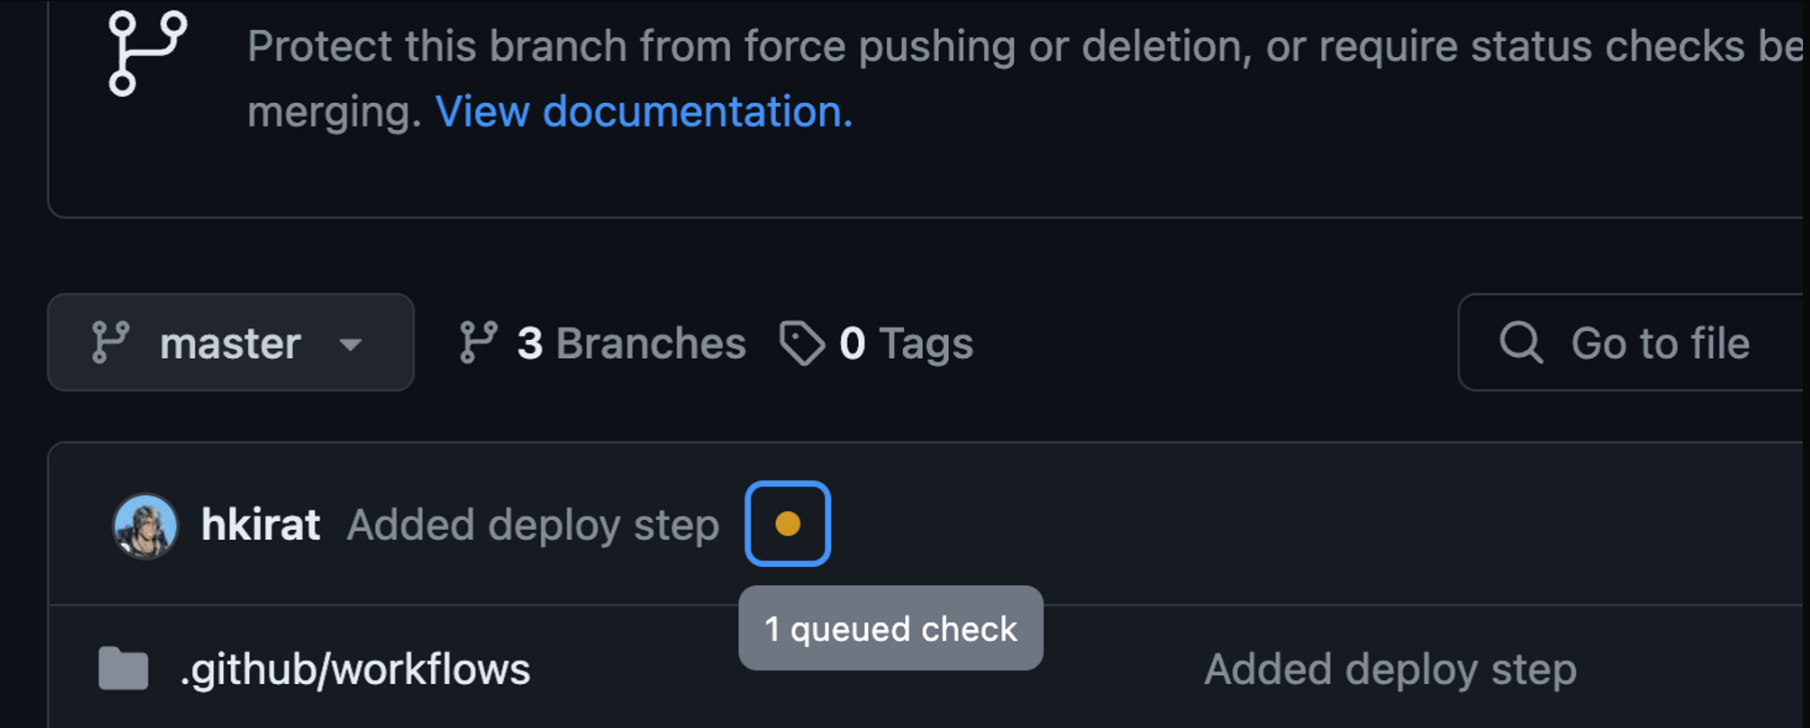 Protect this branch from force pushing or deletion, or require status checks be
merging. View documentation.
master 3 Branches 0 Tags Go to file
hkirat Added deploy step
1 queued check
.github/workflows Added deploy step